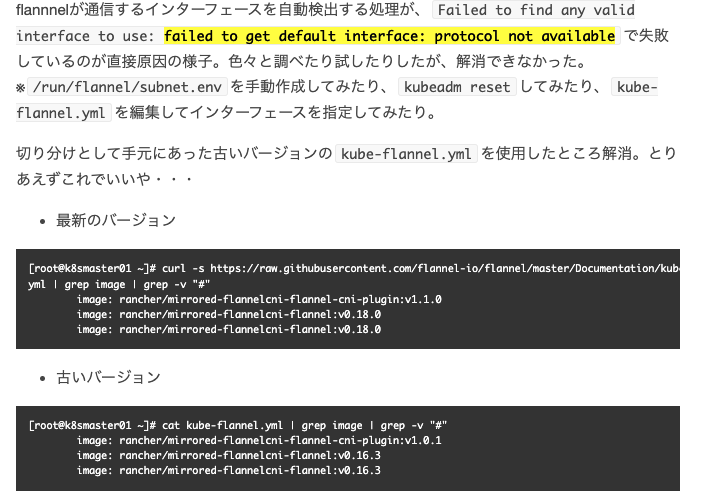 flannnelが通信するインターフェースを自動検出する処理が、 Failed to find any valid
interface to use: failed to get default interface: protocol not available で失敗
しているのが直接原因の様子。色々と調べたり試したりしたが、解消できなかった。
※ /run/flannel/subnet.env を手動作成してみたり、 kubeadm reset してみたり、 kube-
flannel.yml を編集してインターフェースを指定してみたり。
切り分けとして手元にあった古いバージョンの kube-flannel.yml を使用したところ解消。とり
あえずこれでいいや・・・
• 最新のバージョン
[root@k8smaster01 ~]# curl -s https://raw.githubusercontent.com/flannel-io/flannel/master/Documentation/kub
yml | grep image | grep -v "#"
image: rancher/mirrored-flannelcni-flannel-cni-plugin:v1.1.0
image: rancher/mirrored-flannelcni-flannel:v0.18.0
image: rancher/mirrored-flannelcni-flannel:v0.18.0
• 古いバージョン
[root@k8smaster01 ~]# cat kube-flannel.yml | grep image | grep -v "#"
image: rancher/mirrored-flannelcni-flannel-cni-plugin:v1.0.1
image: rancher/mirrored-flannelcni-flannel:v0.16.3
image: rancher/mirrored-flannelcni-flannel:v0.16.3